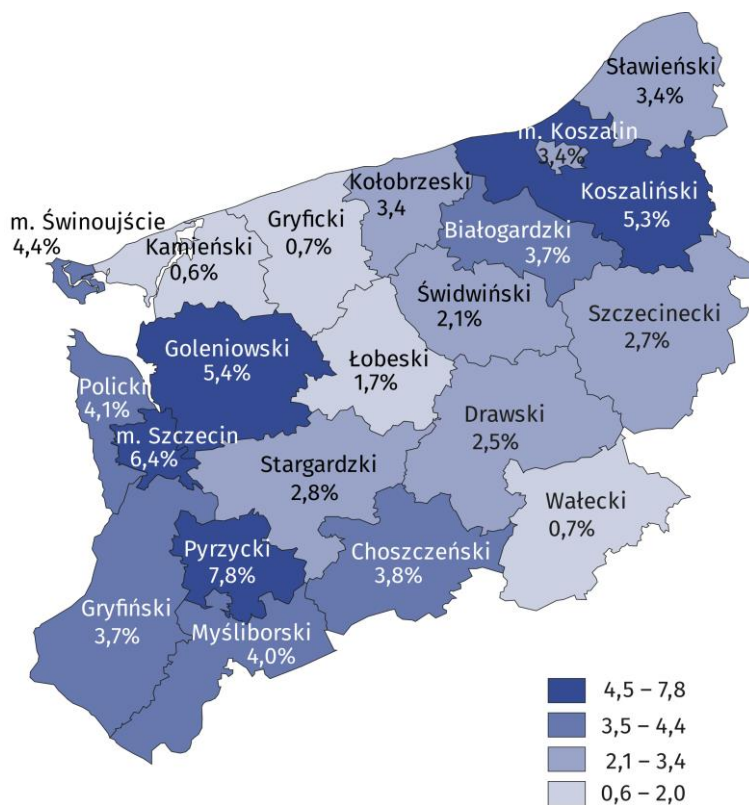 Sławieński
3,4%
m. Koszalin
3,4%
Koszaliński
5,3%
Kołobrzeski
3,4
Białogardzki
3,7%
Gryficki
0,7%
m. Świnoujście
4,4%
Kamieński
0,6%
Świdwiński
2,1%
Szczecinecki
2,7%
Goleniowski
5,4%
Łobeski
1,7%
Policki
4,1%
m. Szczecin
6,4%
Drawski
2,5%
Stargardzki
2,8%
Wałecki
0,7%
Pyrzycki
7,8%
Choszczeński
3,8%
Gryfiński
3,7%
Myśliborski
4,0%
4,5 – 7,8
3,5 – 4,4
2,1 – 3,4
0,6 – 2,0